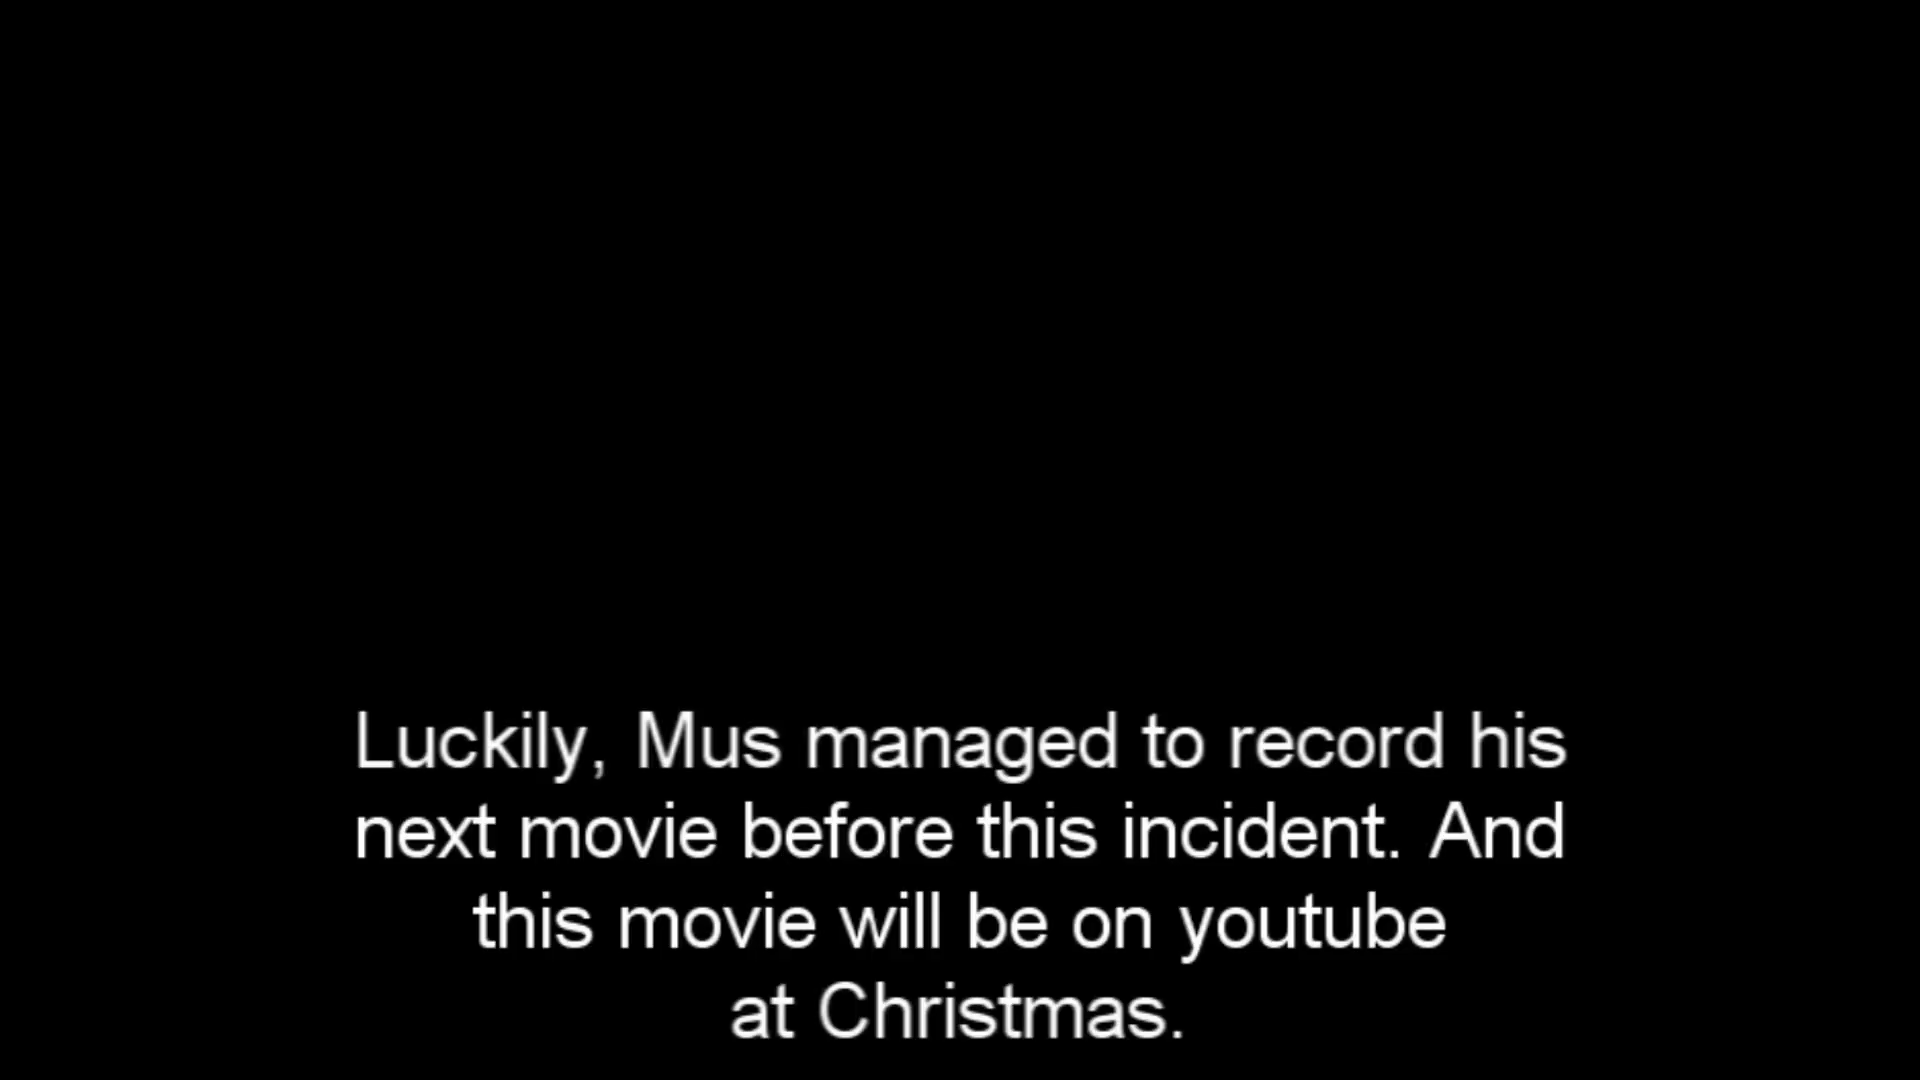 Luckily, Mus managed to record his
next movie before this incident. And
this movie will be on youtube
at Christmas.